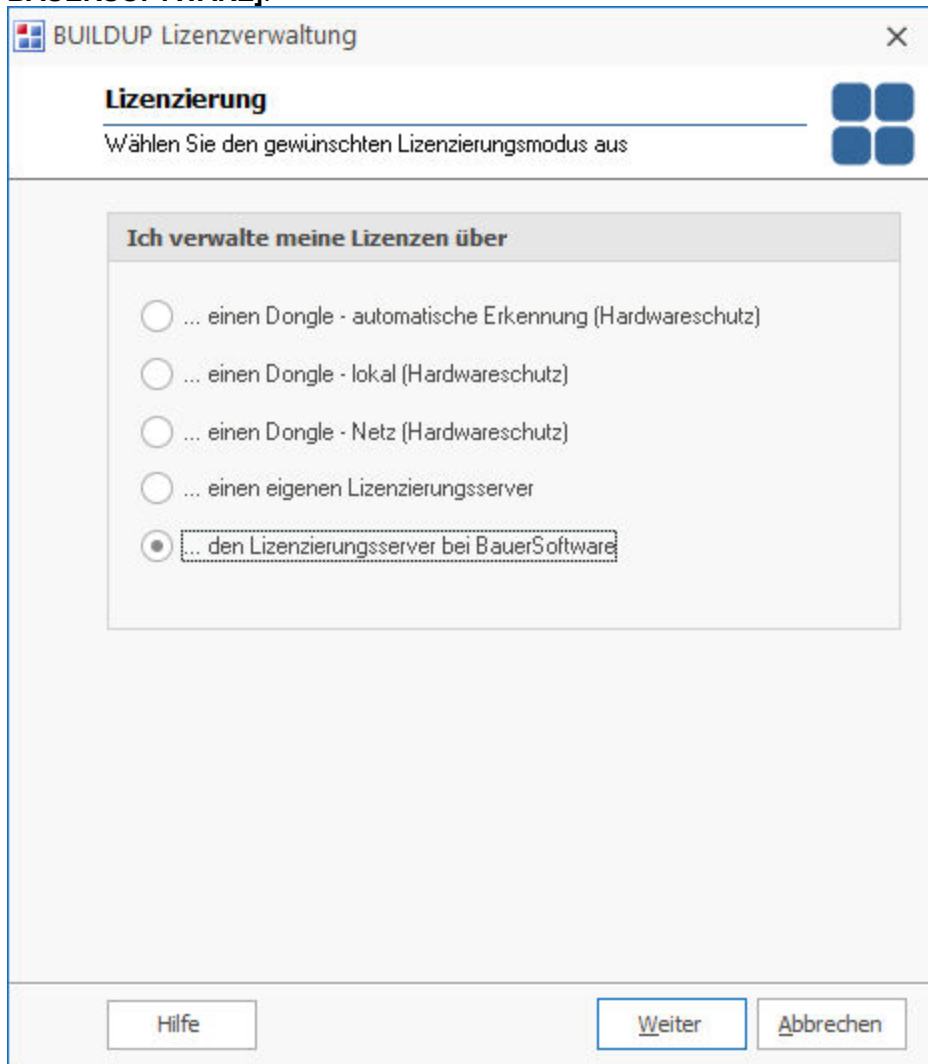 BUILDUP Lizenzverwaltung
Lizenzierung
Wählen Sie den gewünschten Lizenzierungsmodus aus
Ich verwalte meine Lizenzen über
... einen Dongle - automatische Erkennung (Hardwareschutz)
... einen Dongle - lokal (Hardwareschutz)
... einen Dongle - Netz (Hardwareschutz)
... einen eigenen Lizenzierungsserver
... den Lizenzierungsserver bei BauerSoftware
Hilfe Weiter Abbrechen